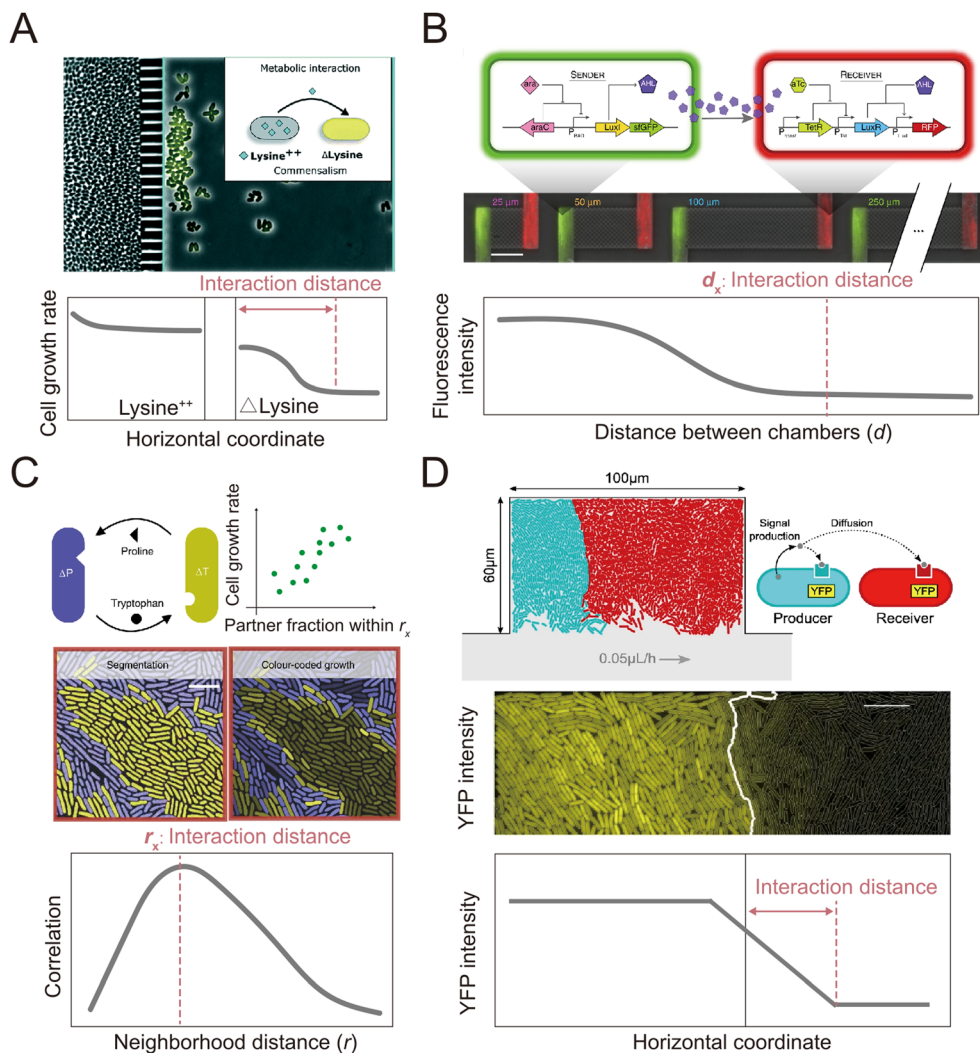 A
Metabolic interaction
Lysine++
ΔLysine
Commensalism
Interaction distance
Cell growth rate
Lysine++
△Lysine
Horizontal coordinate
B
SENDER
ara
AHL
araC
PBAD
LuxI
sfGFP
RECEIVER
aTc
AHL
TetR
PTet
LuxR
RFP
25 µm
50 µm
100 µm
250 µm
...
dx: Interaction distance
Fluorescence
intensity
Distance between chambers (d)
C
ΔP
Proline
ΔT
Tryptophan
Cell growth rate
Partner fraction within rx
Segmentation
Colour-coded growth
rx: Interaction distance
Correlation
Neighborhood distance (r)
D
100µm
60µm
0.05µL/h
Signal
production
Diffusion
YFP
YFP
Producer
Receiver
YFP intensity
Interaction distance
YFP intensity
Horizontal coordinate